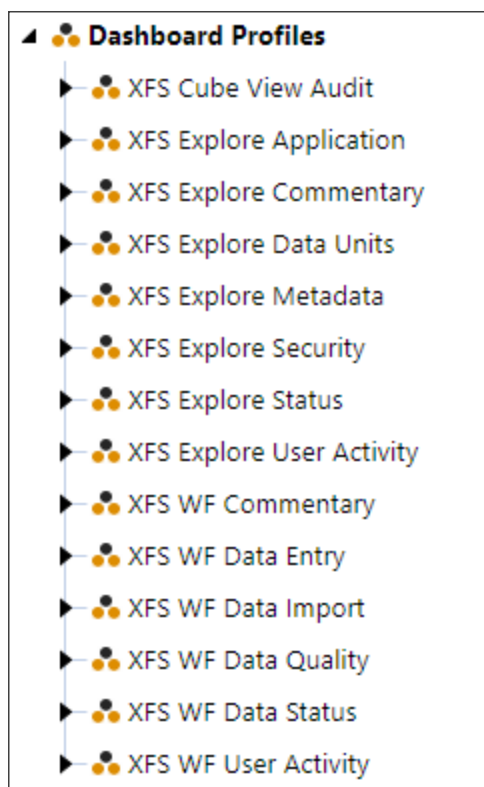 Dashboard Profiles
XFS Cube View Audit
XFS Explore Application
XFS Explore Commentary
XFS Explore Data Units
XFS Explore Metadata
XFS Explore Security
XFS Explore Status
XFS Explore User Activity
XFS WF Commentary
XFS WF Data Entry
XFS WF Data Import
XFS WF Data Quality
XFS WF Data Status
XFS WF User Activity